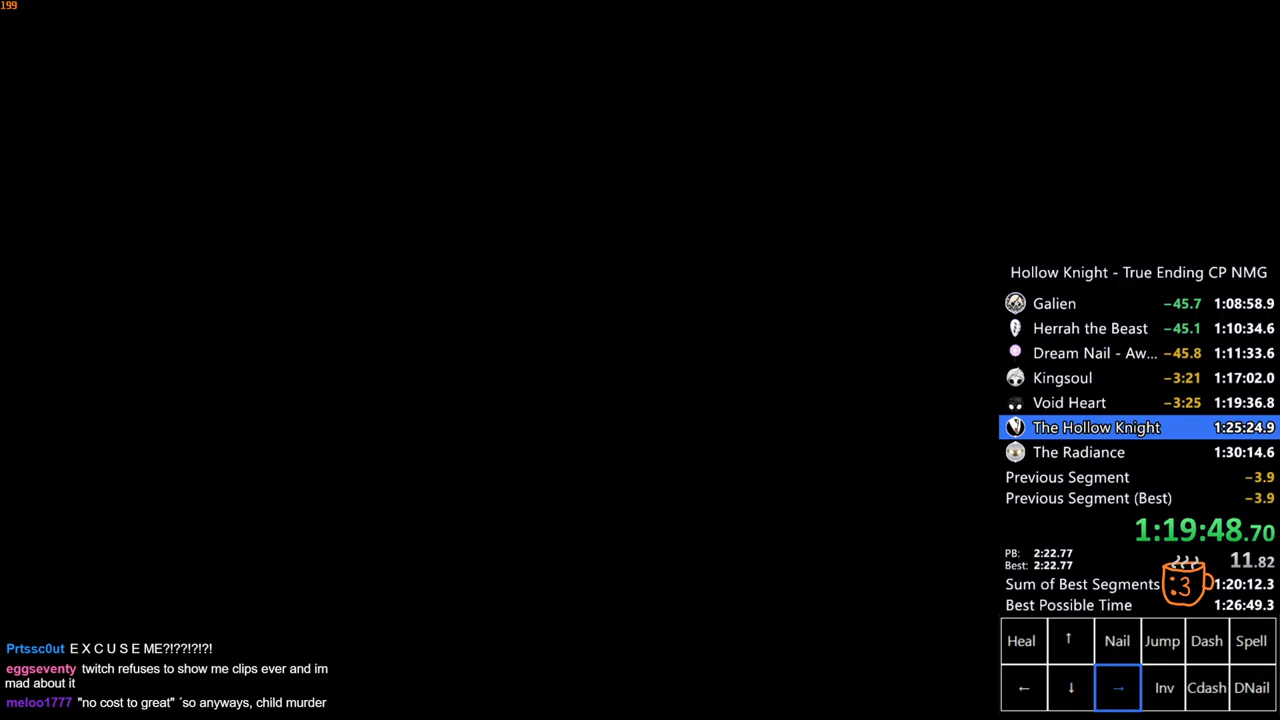 199
Hollow Knight - True Ending CP NMG
Galien −45.7 1:08:58.9
Herrah the Beast −45.1 1:10:34.6
Dream Nail - Aw... −45.8 1:11:33.6
Kingsoul −3:21 1:17:02.0
Void Heart −3:25 1:19:36.8
The Hollow Knight 1:25:24.9
The Radiance 1:30:14.6
Previous Segment −3.9
Previous Segment (Best) −3.9
1:19:48.70
PB: 2:22.77 11.82
Best: 2:22.77
Sum of Best Segments 1:20:12.3
Best Possible Time 1:26:49.3
Heal ↑ Nail Jump Dash Spell
← ↓ → Inv Cdash DNail
Prtssc0ut E X C U S E ME?!??!?!?!
eggseventy twitch refuses to show me clips ever and im
mad about it
meloo1777 "no cost to great" ´so anyways, child murder